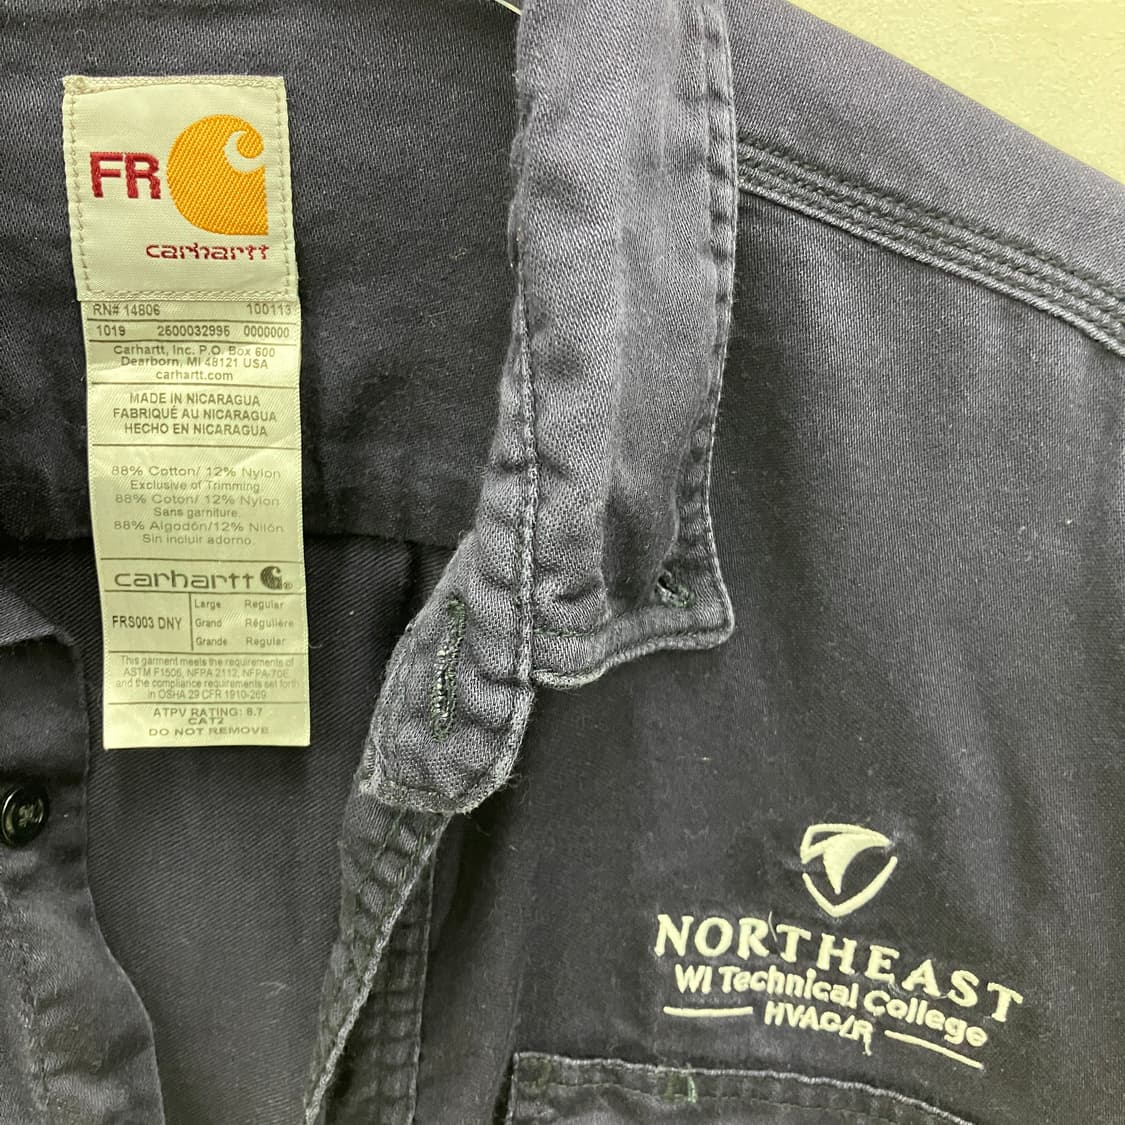 FR
carhartt
RN# 14806 100113
1019 2600032995 0000000
Carhartt, Inc. P.O. Box 600
Dearborn, MI 48121 USA
carhartt.com
MADE IN NICARAGUA
FABRIQUÉ AU NICARAGUA
HECHO EN NICARAGUA
88% Cotton/ 12% Nylon
Exclusive of Trimming.
88% Coton/ 12% Nylon
Sans garniture.
88% Algodón/12% Nilón
Sin incluir adorno.
carhartt
FRS003 DNY
Large Regular
Grand Régulière
Grande Regular
This garment meets the requirements of
ASTM F1506, NFPA 2112, NFPA-70E
and the compliance requirements set forth
in OSHA 29 CFR 1910-269
ATPV RATING: 8.7
CAT2
DO NOT REMOVE
NORTHEAST
WI Technical College
HVAC/R